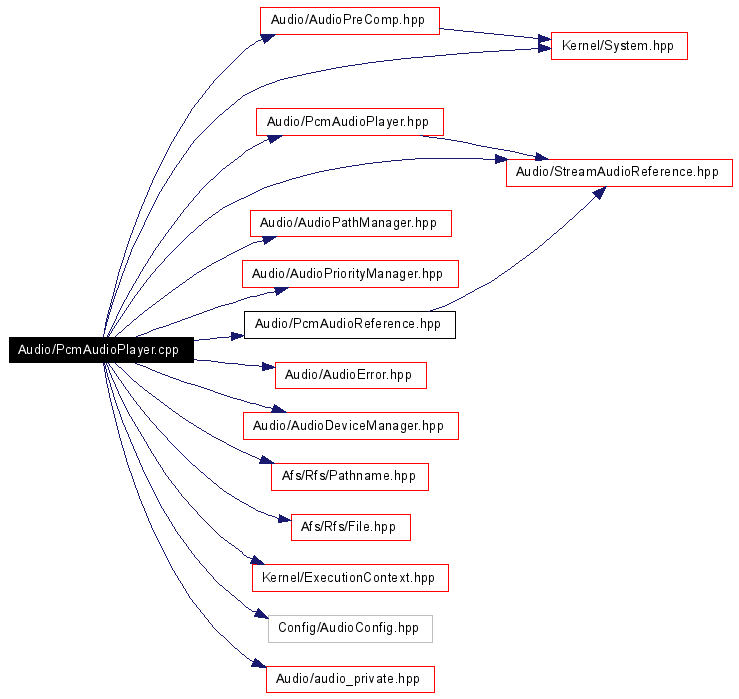 Audio/AudioPreComp.hpp
Kernel/System.hpp
Audio/PcmAudioPlayer.hpp
Audio/StreamAudioReference.hpp
Audio/AudioPathManager.hpp
Audio/AudioPriorityManager.hpp
Audio/PcmAudioReference.hpp
Audio/PcmAudioPlayer.cpp
Audio/AudioError.hpp
Audio/AudioDeviceManager.hpp
Afs/Rfs/Pathname.hpp
Afs/Rfs/File.hpp
Kernel/ExecutionContext.hpp
Config/AudioConfig.hpp
Audio/audio_private.hpp